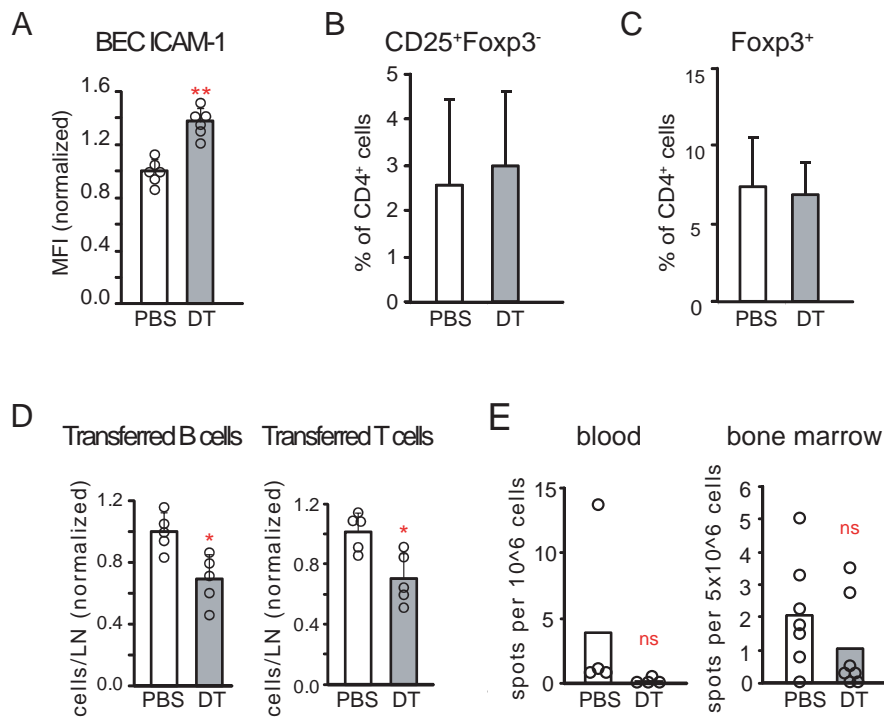 A
BEC ICAM-1
MFI (normalized)
1.6
1.2
0.8
0.4
0.0
**
PBS DT
B
CD25+Foxp3-
% of CD4+ cells
5
4
3
2
1
0
PBS DT
C
Foxp3+
% of CD4+ cells
15
10
5
0
PBS DT
D
Transferred B cells
cells/LN (normalized)
1.2
0.8
0.4
0.0
*
PBS DT
Transferred T cells
cells/LN (normalized)
1.2
0.8
0.4
0.0
*
PBS DT
E
blood
spots per 10^6 cells
15
10
5
0
ns
PBS DT
bone marrow
spots per 5x10^6 cells
6
5
4
3
2
1
0
ns
PBS DT